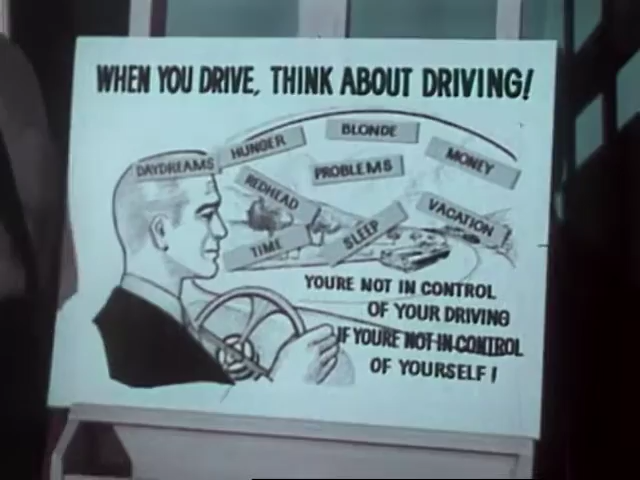 WHEN YOU DRIVE, THINK ABOUT DRIVING!
BLONDE
HUNGER
MONEY
DAYDREAMS
PROBLEMS
REDHEAD
VACATION
TIME
SLEEP
YOU'RE NOT IN CONTROL
OF YOUR DRIVING
IF YOU'RE NOT IN CONTROL
OF YOURSELF!